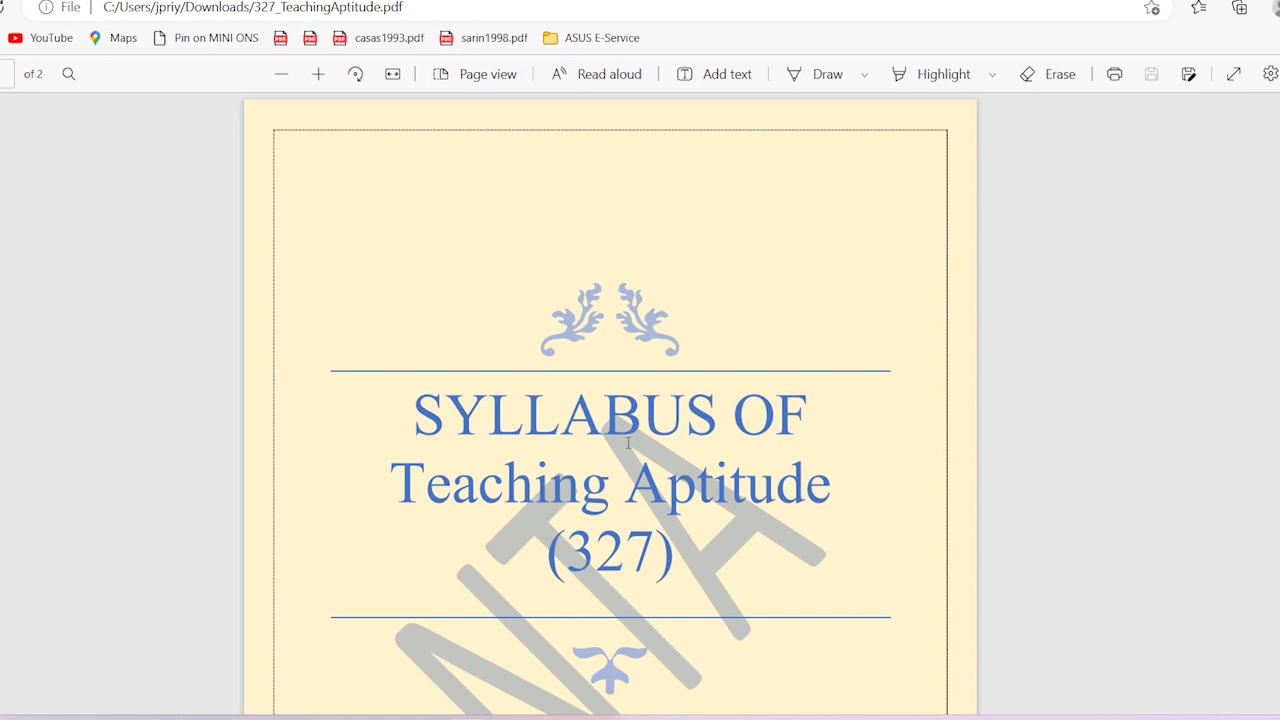 File C:/Users/jpriy/Downloads/327_TeachingAptitude.pdf
YouTube Maps Pin on MINI ONS casas1993.pdf sarin1998.pdf ASUS E-Service
of 2 Page view Read aloud Add text Draw Highlight Erase
SYLLABUS OF
Teaching Aptitude
(327)
NTA